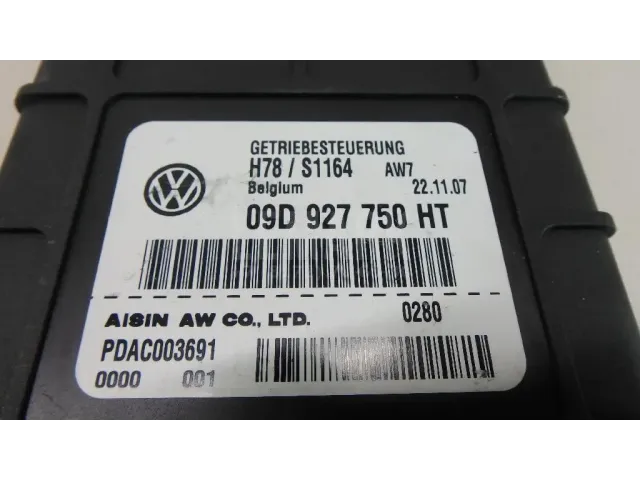 GETRIEBESTEUERUNG
H78 / S1164 AW7
Belgium 22.11.07
09D 927 750 HT
AISIN AW CO., LTD. 0280
PDAC003691
0000 001